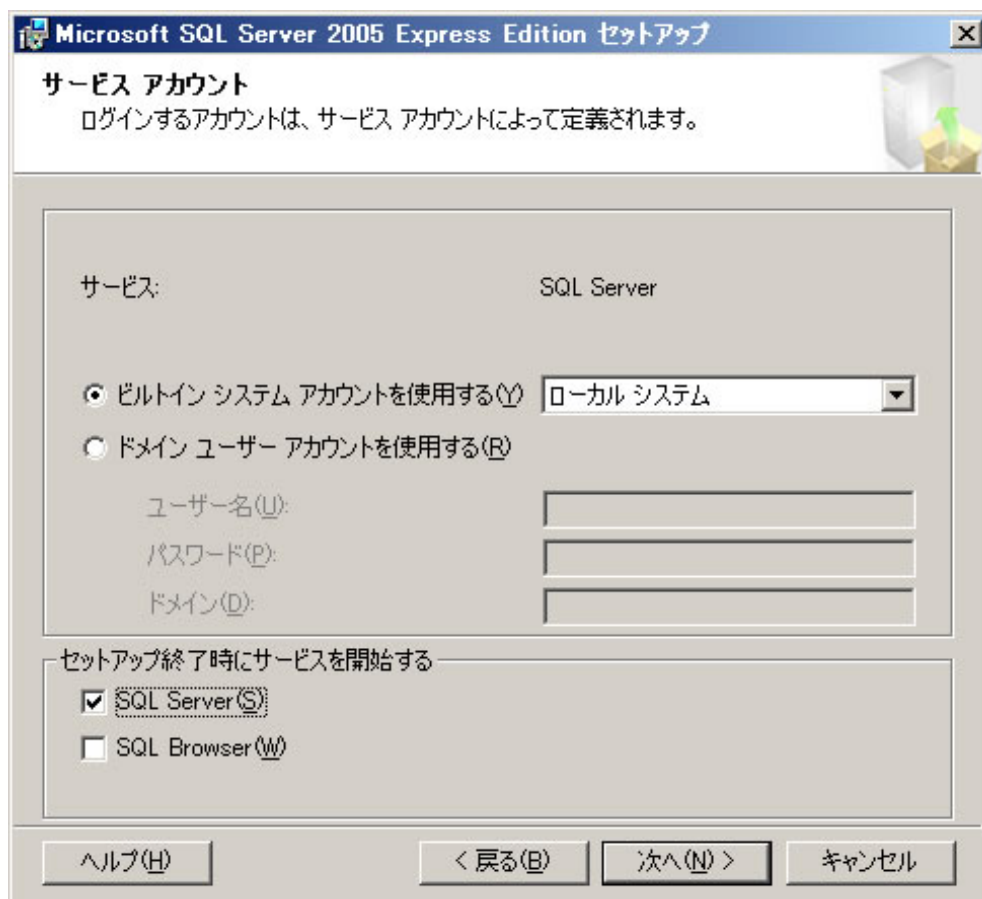 Microsoft SQL Server 2005 Express Edition セットアップ
サービス アカウント
ログインするアカウントは、サービス アカウントによって定義されます。
サービス: SQL Server
ビルトイン システム アカウントを使用する(Y) ローカル システム
ドメイン ユーザー アカウントを使用する(R)
ユーザー名(U):
パスワード(P):
ドメイン(D):
セットアップ終了時にサービスを開始する
SQL Server(S)
SQL Browser(W)
ヘルプ(H) < 戻る(B) 次へ(N) > キャンセル